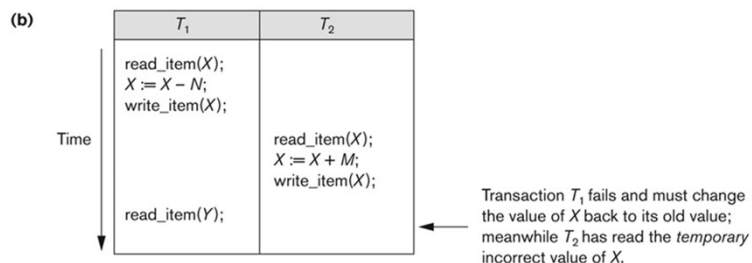 (b)
T₁ T₂
read_item(X);
X := X – N;
write_item(X);
Time
read_item(X);
X := X + M;
write_item(X);
read_item(Y);
Transaction T₁ fails and must change
the value of X back to its old value;
meanwhile T₂ has read the temporary
incorrect value of X.